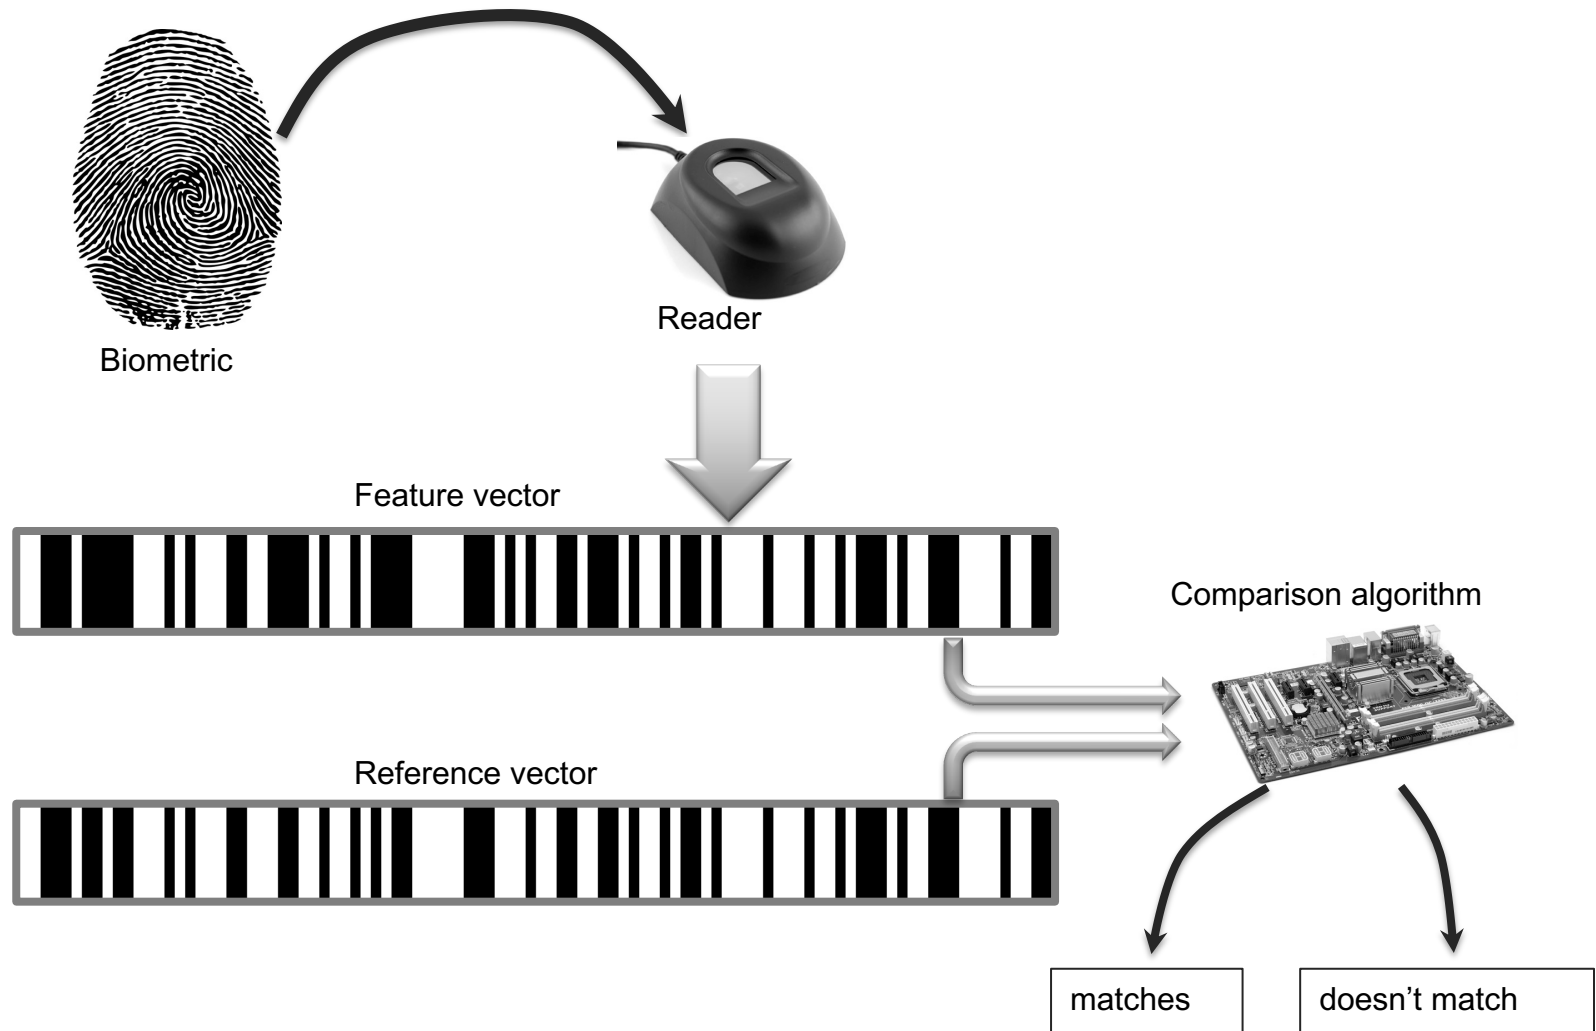 Biometric
Reader
Feature vector
Comparison algorithm
Reference vector
matches
doesn’t match